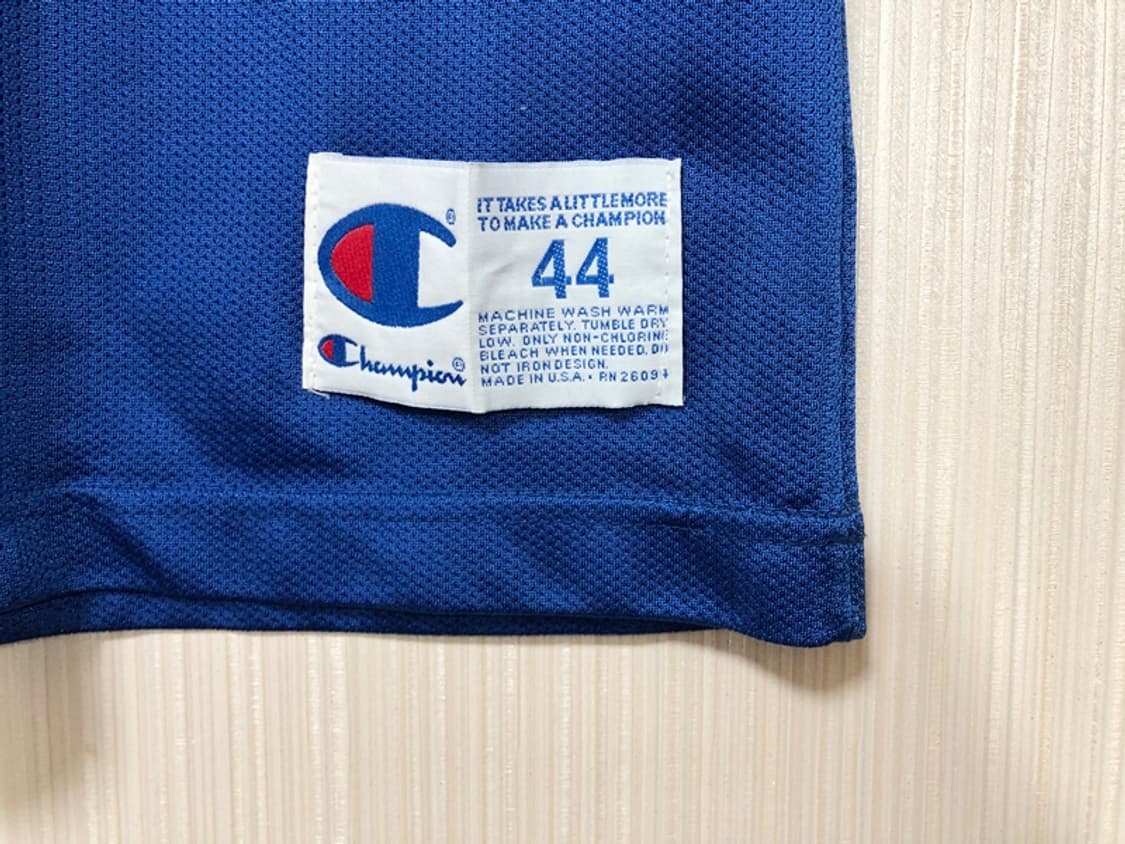 ®
Champion®
IT TAKES A LITTLE MORE
TO MAKE A CHAMPION
44
MACHINE WASH WARM
SEPARATELY. TUMBLE DRY
LOW. ONLY NON-CHLORINE
BLEACH WHEN NEEDED. DO
NOT IRON DESIGN.
MADE IN U.S.A. • RN 26094